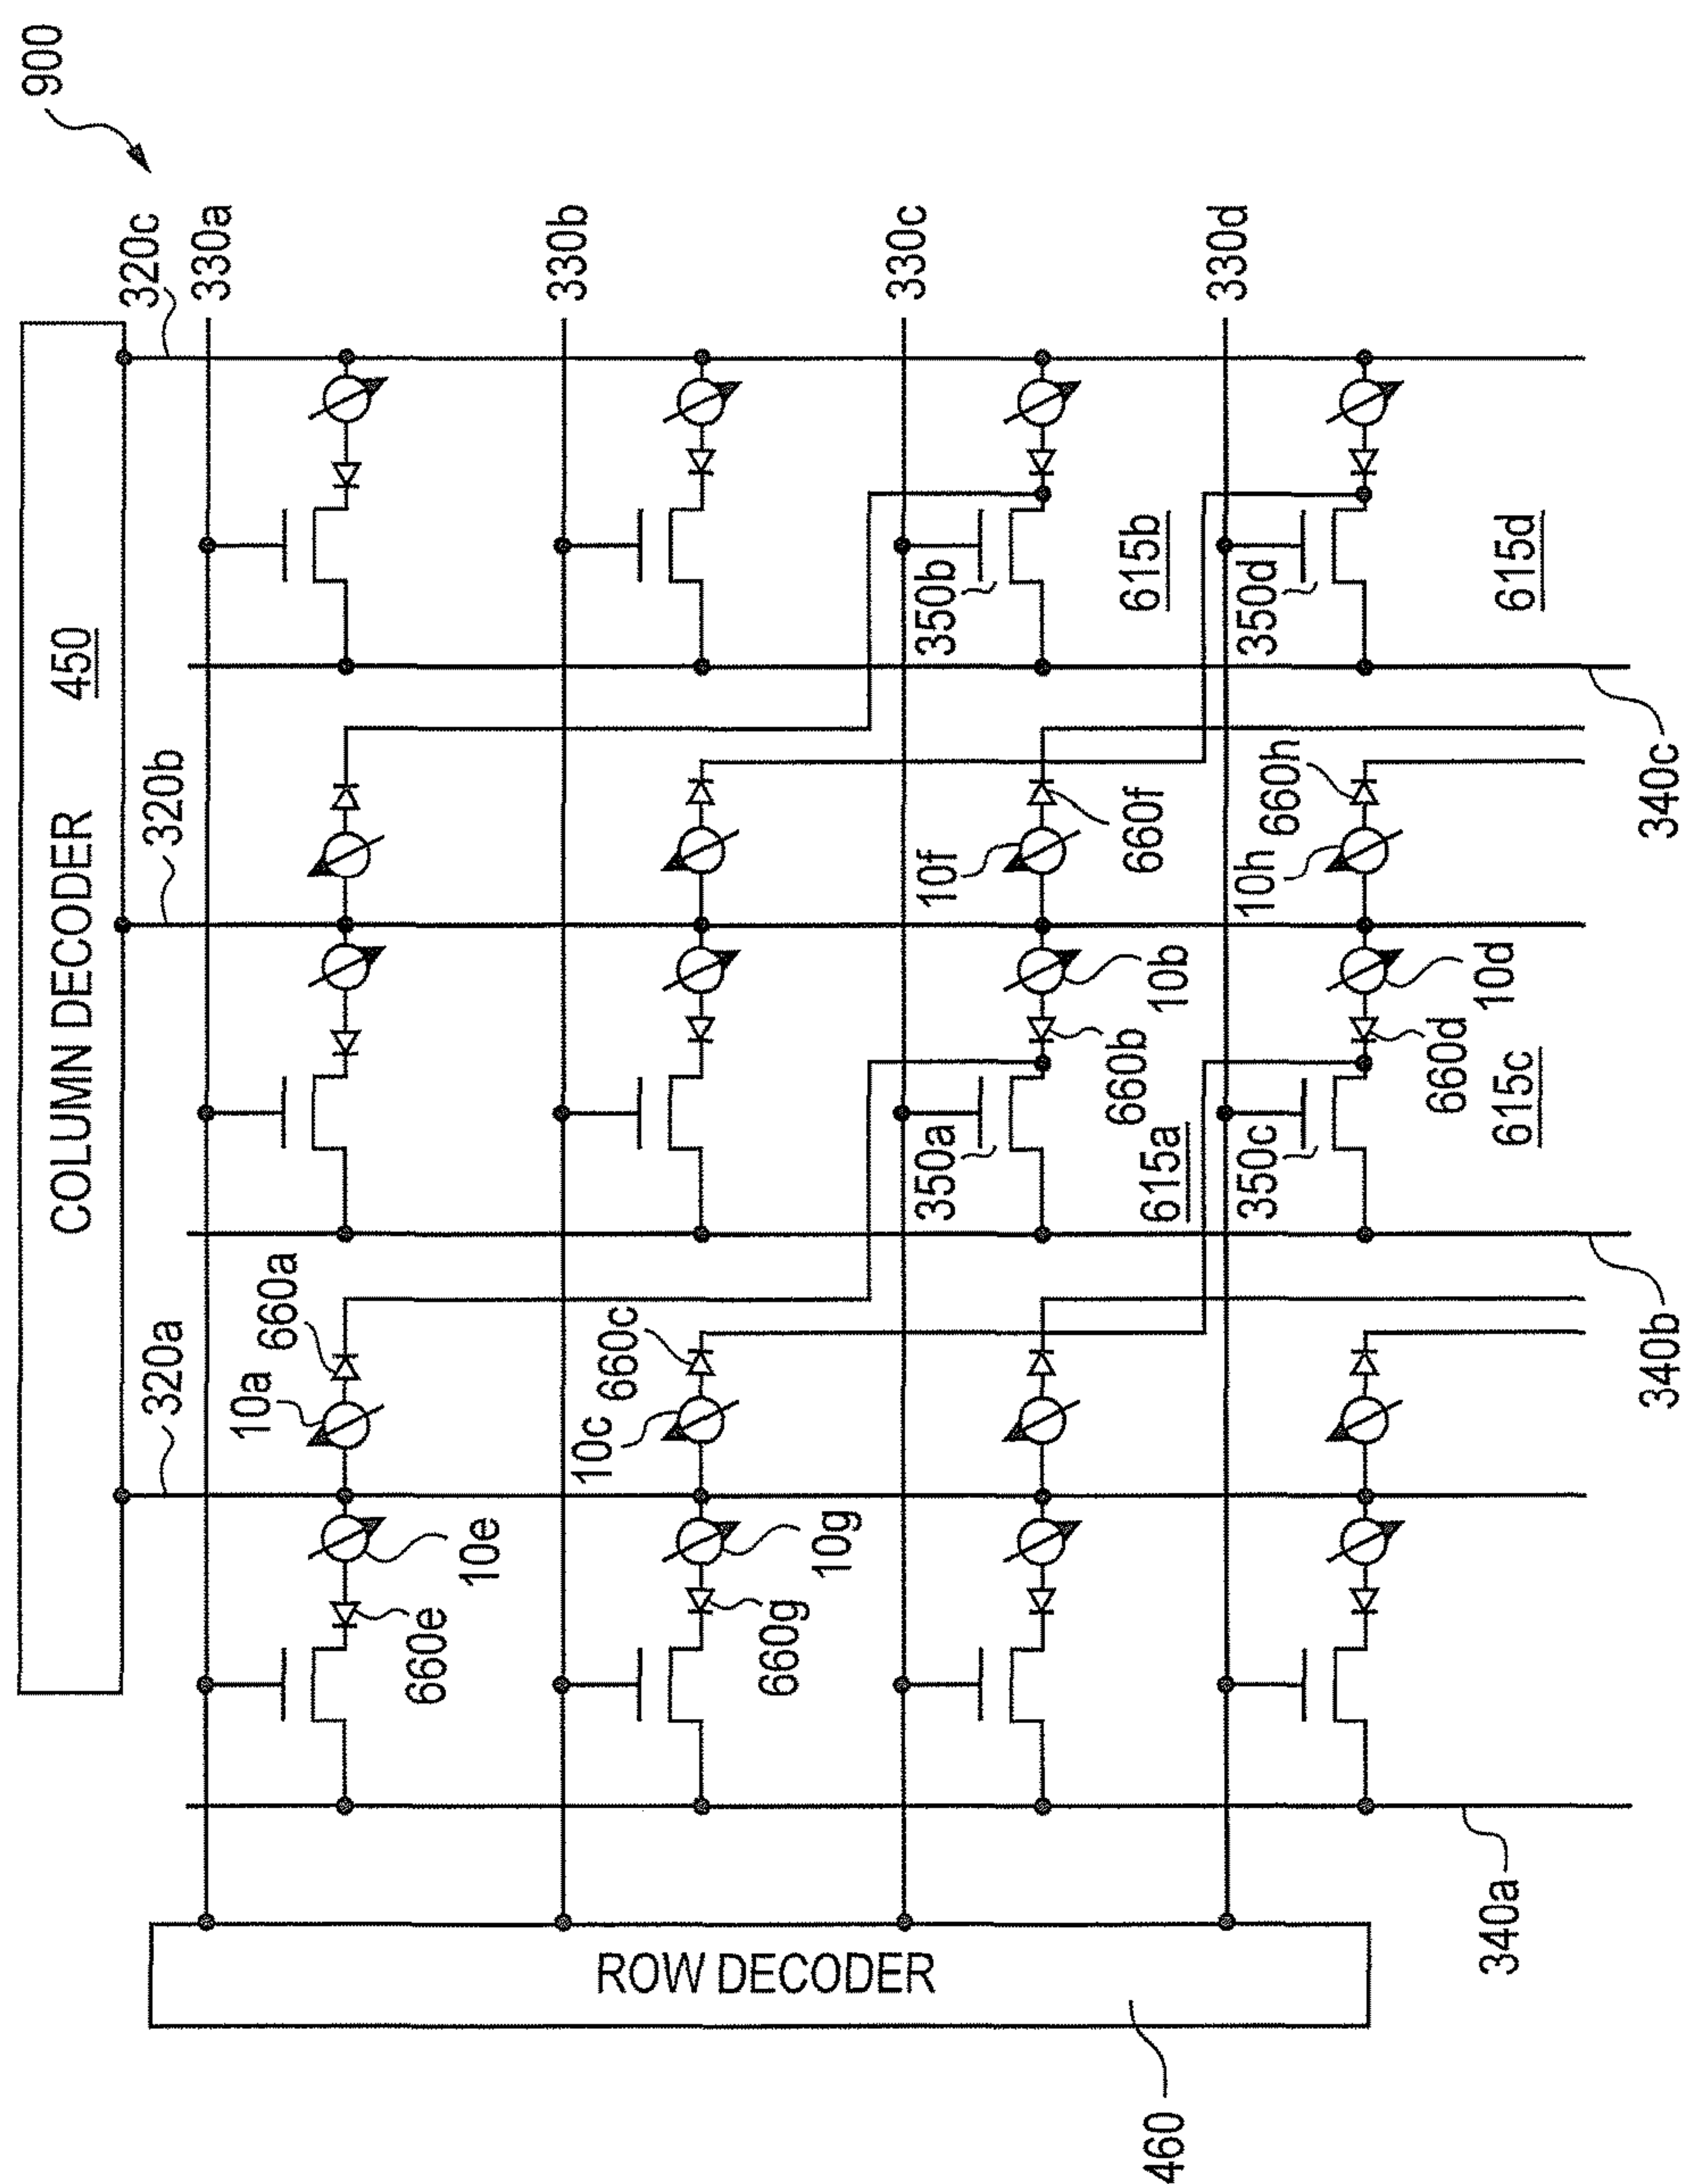 900
COLUMN DECODER 450
320a
320b
320c
330a
330b
330c
330d
10a
660a
10e
660e
10c
660c
10g
660g
350a
615a
660b
10b
10f
660f
350b
615b
350c
615c
660d
10d
10h
660h
350d
615d
340a
340b
340c
ROW DECODER
460